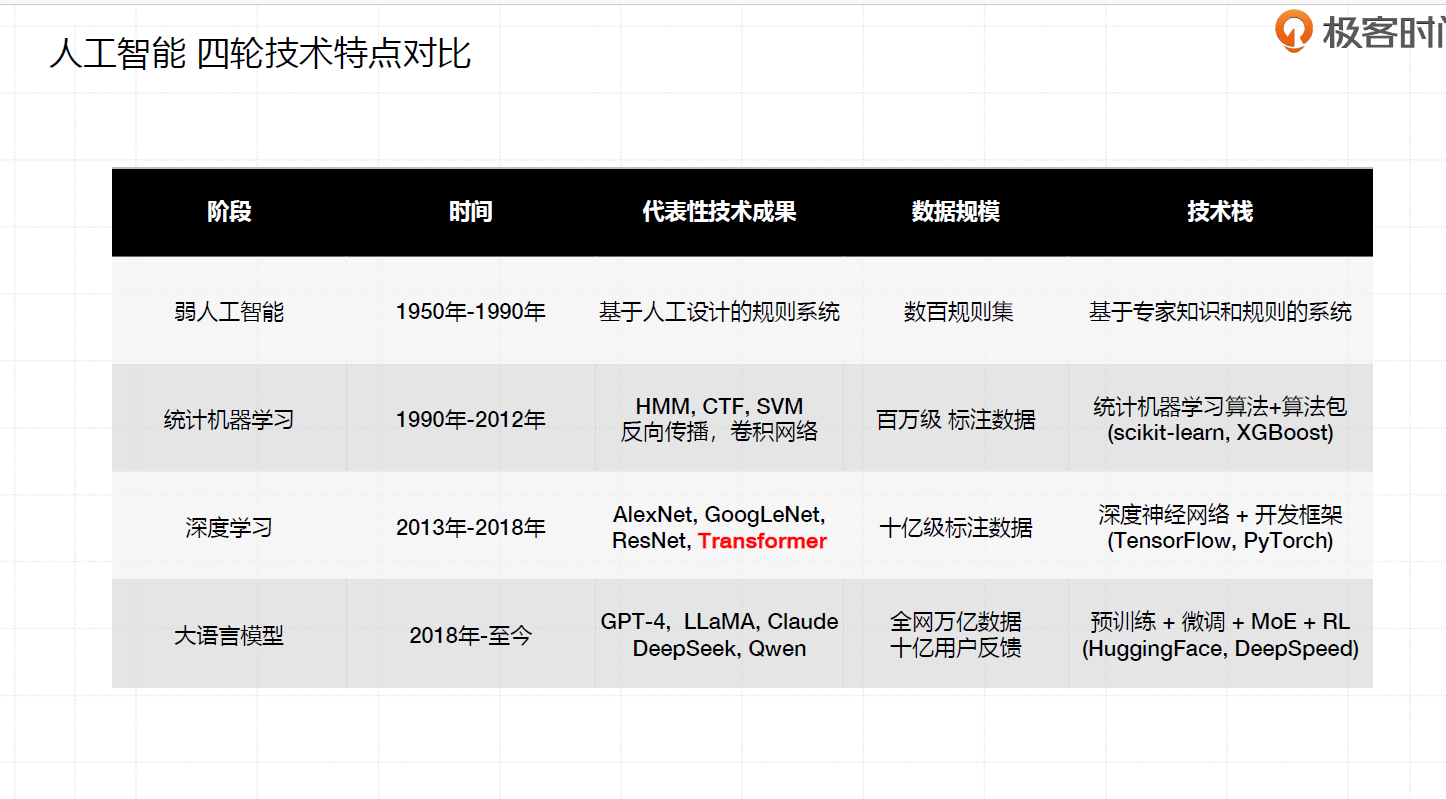 人工智能 四轮技术特点对比
极客时间
阶段 时间 代表性技术成果 数据规模 技术栈
弱人工智能 1950年-1990年 基于人工设计的规则系统 数百规则集 基于专家知识和规则的系统
统计机器学习 1990年-2012年 HMM, CTF, SVM 百万级 标注数据 统计机器学习算法+算法包
反向传播，卷积网络 (scikit-learn, XGBoost)
深度学习 2013年-2018年 AlexNet, GoogLeNet, 十亿级标注数据 深度神经网络 + 开发框架
ResNet, Transformer (TensorFlow, PyTorch)
大语言模型 2018年-至今 GPT-4, LLaMA, Claude 全网万亿数据 预训练 + 微调 + MoE + RL
DeepSeek, Qwen 十亿用户反馈 (HuggingFace, DeepSpeed)